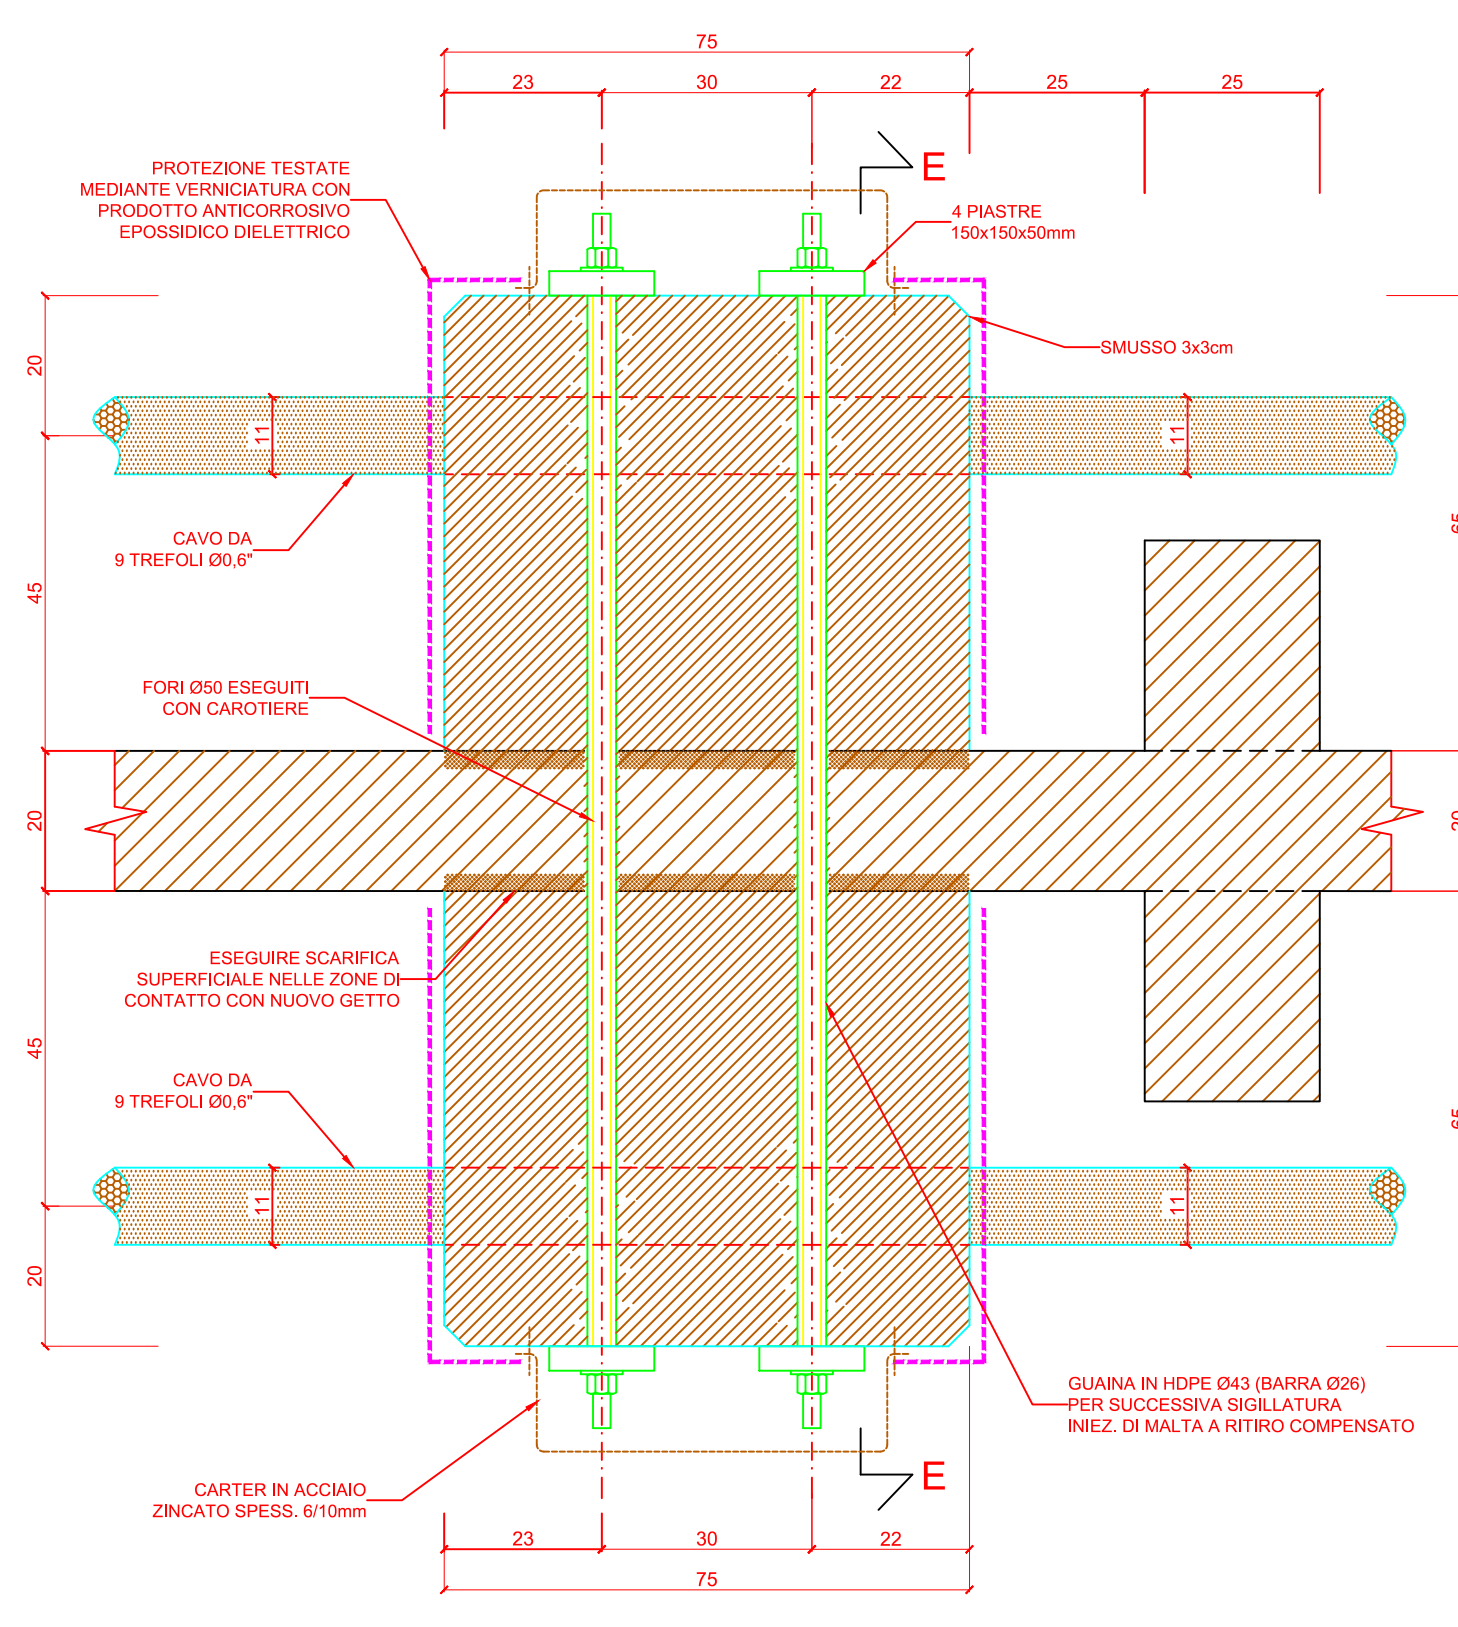 75
23
30
22
25
25
E
PROTEZIONE TESTATE
MEDIANTE VERNICIATURA CON
PRODOTTO ANTICORROSIVO
EPOSSIDICO DIELETTRICO
4 PIASTRE
150x150x50mm
SMUSSO 3x3cm
20
11
11
CAVO DA
9 TREFOLI Ø0,6"
65
45
FORI Ø50 ESEGUITI
CON CAROTIERE
20
20
ESEGUIRE SCARIFICA
SUPERFICIALE NELLE ZONE DI
CONTATTO CON NUOVO GETTO
45
CAVO DA
9 TREFOLI Ø0,6"
65
11
11
20
GUAINA IN HDPE Ø43 (BARRA Ø26)
PER SUCCESSIVA SIGILLATURA
INIEZ. DI MALTA A RITIRO COMPENSATO
E
CARTER IN ACCIAIO
ZINCATO SPESS. 6/10mm
23
30
22
75